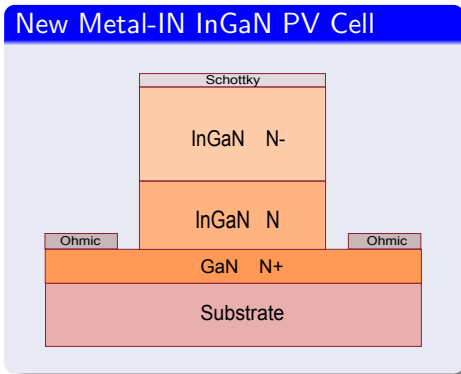 New Metal-IN InGaN PV Cell
Schottky
InGaN N-
InGaN N
Ohmic
Ohmic
GaN N+
Substrate